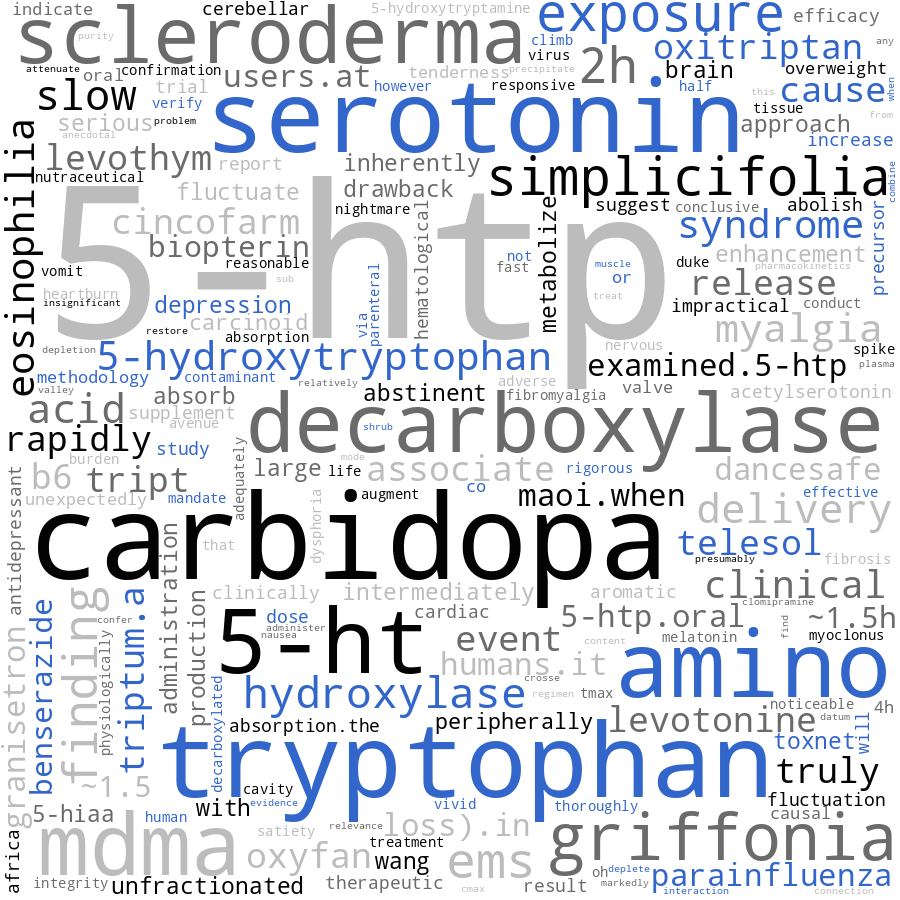 indicate
cerebellar
5-hydroxytryptamine
exposure
efficacy
scleroderma
purity
climb
virus
oxitriptan
any
attenuate
oral
confirmation
users.at
tenderness
precipitate
2h
brain
overweight
slow
trial
however
responsive
half
this
cause
when
verify
serotonin
tissue
serious
problem
anecdotal
approach
from
increase
levothym
report
inherently
simplicifolia
combine
nutraceutical
fluctuate
drawback
eosinophilia
cincofarm
nightmare
suggest
conclusive
abolish
hematological
metabolize
syndrome
precursor
biopterin
reasonable
5-htp
not
fast
duke
enhancement
vomit
sub
muscle
or
pharmacokinetics
heartburn
insignificant
depression
via
parenteral
treat
release
impractical
conduct
carcinoid
restore
absorption
nervous
myalgia
depletion
5-hydroxytryptophan
examined.5-htp
spike
plasma
methodology
contaminant
relatively
adverse
valve
valley
absorb
abstinent
fibromyalgia
acetylserotonin
acid
supplement
avenue
shrub
decarboxylase
rapidly
study
adequately
burden
mode
b6
tript
large
life
associate
rigorous
dancesafe
unexpectedly
mandate
augment
co
maoi.when
effective
antidepressant
dysphoria
delivery
carbidopa
that
telesol
presumably
fibrosis
administration
clinically
intermediately
aromatic
clinical
benserazide
finding
triptum.a
production
dose
cardiac
5-htp.oral
clomipramine
~1.5h
confer
administer
nausea
5-ht
event
content
melatonin
find
myoclonus
physiologically
humans.it
amino
granisetron
crosse
decarboxylated
hydroxylase
regimen
tmax
noticeable
4h
absorption.the
peripherally
levotonine
datum
will
tryptophan
toxnet
~1.5
cavity
truly
5-hiaa
human
with
evidence
vivid
thoroughly
fluctuation
causal
africa
mdma
satiety
relevance
loss).in
griffonia
treatment
oxyfan
wang
ems
integrity
unfractionated
therapeutic
cmax
result
oh
deplete
markedly
parainfluenza
interaction
connection